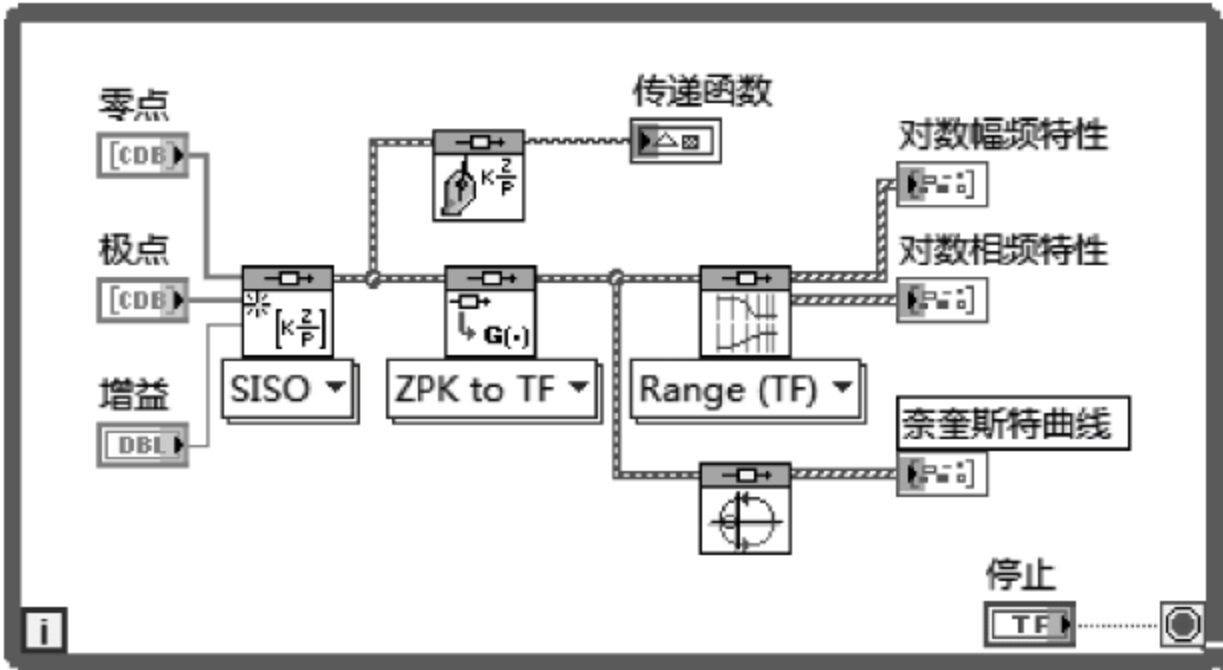 零点
[CDB]
极点
[CDB]
增益
DBL
K Z/P
传递函数
[K Z/P]
SISO
G(·)
ZPK to TF
Range (TF)
对数幅频特性
对数相频特性
奈奎斯特曲线
停止
TF
i